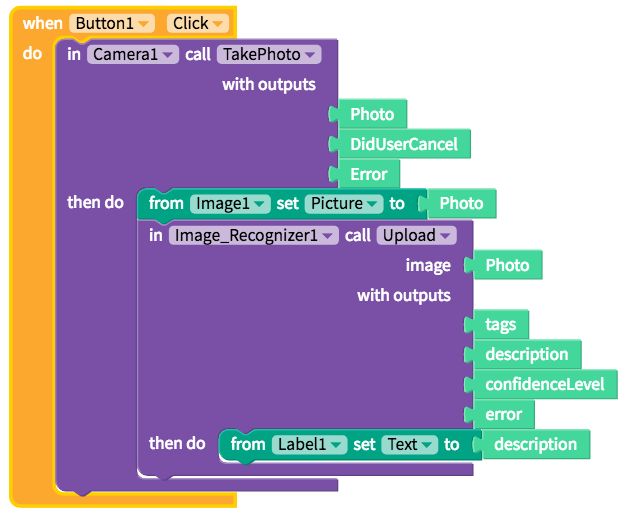 when Button1 Click
do in Camera1 call TakePhoto
with outputs
Photo
DidUserCancel
Error
then do from Image1 set Picture to Photo
in Image_Recognizer1 call Upload
image Photo
with outputs
tags
description
confidenceLevel
error
then do from Label1 set Text to description